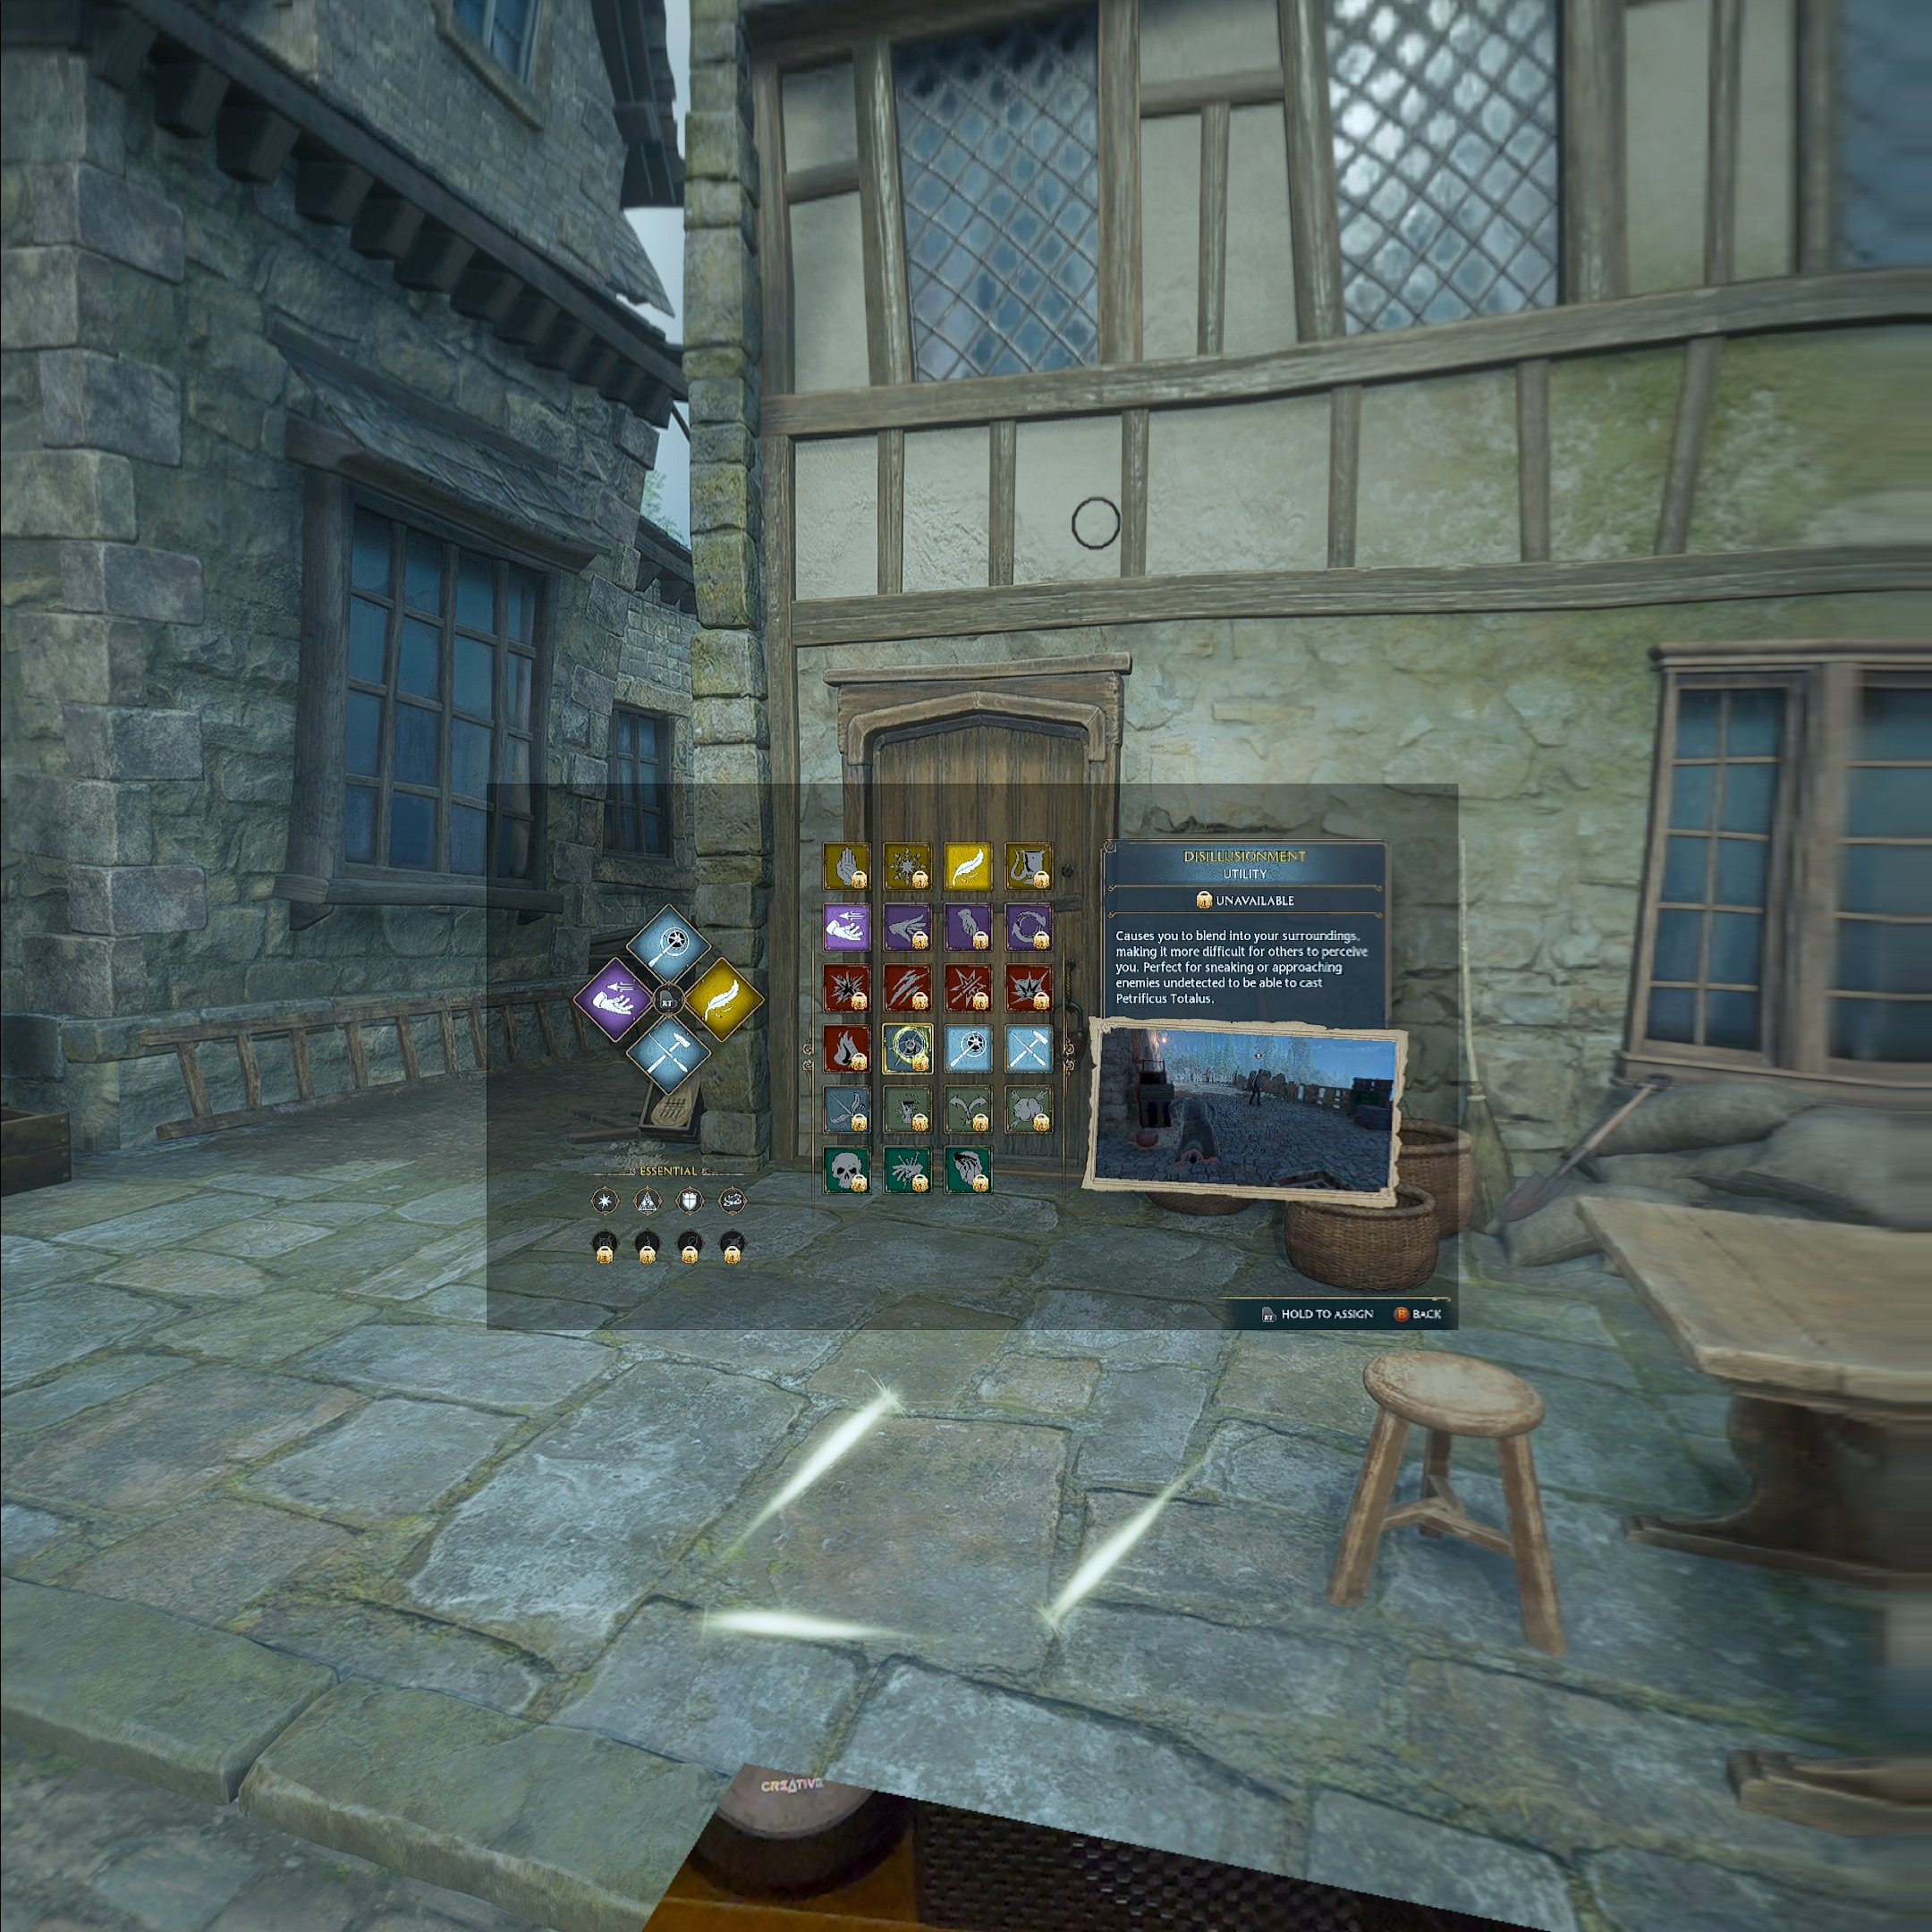 DISILLUSIONMENT
UTILITY
UNAVAILABLE
Causes you to blend into your surroundings,
making it more difficult for others to perceive
you. Perfect for sneaking or approaching
enemies undetected to be able to cast
Petrificus Totalus.
RT
ESSENTIAL
RT HOLD TO ASSIGN B BACK
CREATIVE